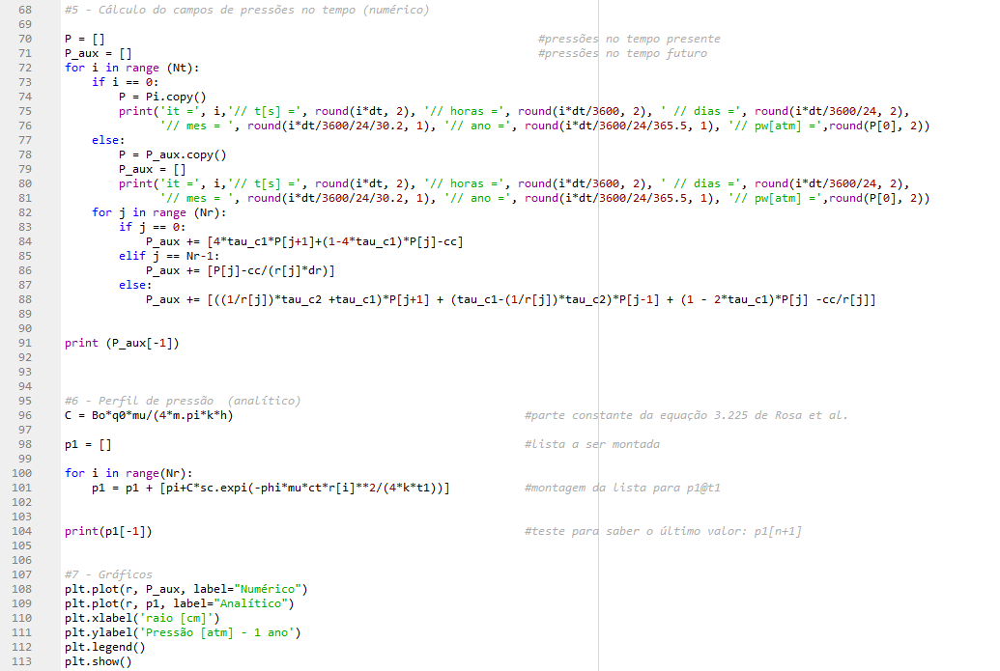 68 #5 - Cálculo do campos de pressões no tempo (numérico)
69
70 P = [] #pressões no tempo presente
71 P_aux = [] #pressões no tempo futuro
72 for i in range (Nt):
73 if i == 0:
74 P = Pi.copy()
75 print('it =', i,'// t[s] =', round(i*dt, 2), '// horas =', round(i*dt/3600, 2), ' // dias =', round(i*dt/3600/24, 2),
76 '// mes = ', round(i*dt/3600/24/30.2, 1), '// ano =', round(i*dt/3600/24/365.5, 1), '// pw[atm] =',round(P[0], 2))
77 else:
78 P = P_aux.copy()
79 P_aux = []
80 print('it =', i,'// t[s] =', round(i*dt, 2), '// horas =', round(i*dt/3600, 2), ' // dias =', round(i*dt/3600/24, 2),
81 '// mes = ', round(i*dt/3600/24/30.2, 1), '// ano =', round(i*dt/3600/24/365.5, 1), '// pw[atm] =',round(P[0], 2))
82 for j in range (Nr):
83 if j == 0:
84 P_aux += [4*tau_c1*P[j+1]+(1-4*tau_c1)*P[j]-cc]
85 elif j == Nr-1:
86 P_aux += [P[j]-cc/(r[j]*dr)]
87 else:
88 P_aux += [((1/r[j])*tau_c2 +tau_c1)*P[j+1] + (tau_c1-(1/r[j])*tau_c2)*P[j-1] + (1 - 2*tau_c1)*P[j] -cc/r[j]]
89
90
91 print (P_aux[-1])
92
93
94
95 #6 - Perfil de pressão  (analítico)
96 C = Bo*q0*mu/(4*m.pi*k*h) #parte constante da equação 3.225 de Rosa et al.
97
98 p1 = [] #lista a ser montada
99
100 for i in range(Nr):
101 p1 = p1 + [pi+C*sc.expi(-phi*mu*ct*r[i]**2/(4*k*t1))] #montagem da lista para p1@t1
102
103
104 print(p1[-1]) #teste para saber o último valor: p1[n+1]
105
106
107 #7 - Gráficos
108 plt.plot(r, P_aux, label="Numérico")
109 plt.plot(r, p1, label="Analítico")
110 plt.xlabel('raio [cm]')
111 plt.ylabel('Pressão [atm] - 1 ano')
112 plt.legend()
113 plt.show()